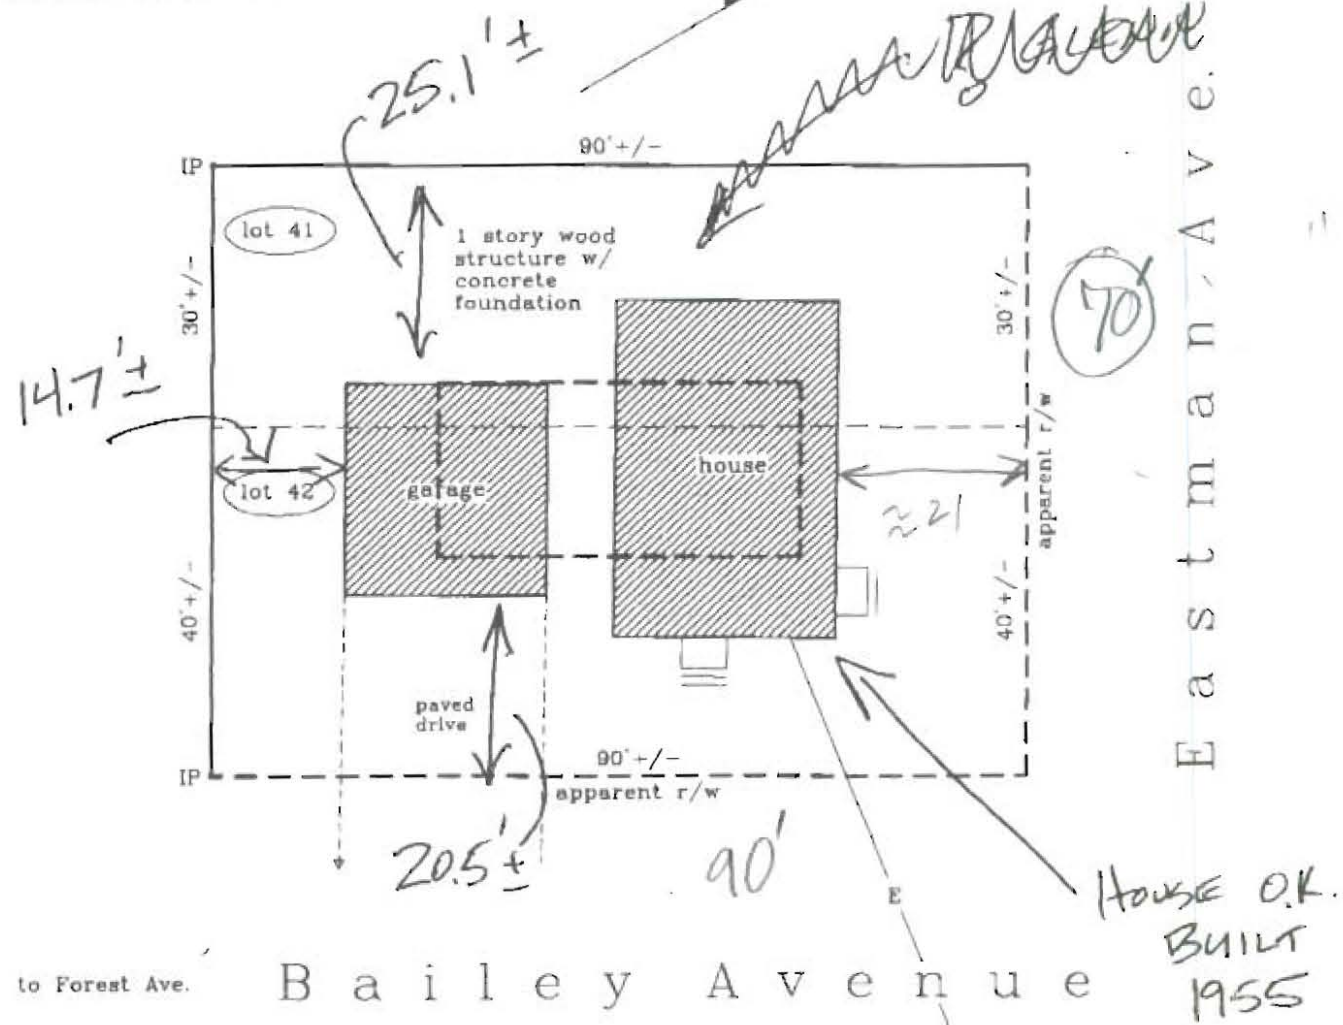 25.1'±
90'+/-
IP
lot 41
1 story wood
structure w/
concrete
foundation
30'+/-
30'+/-
70'
14.7'±
lot 42
garage
house
≈21
apparent r/w
Eastman Ave.
40'+/-
40'+/-
paved
drive
IP
90'+/-
apparent r/w
20.5'±
90'
E
HOUSE O.K.
BUILT
1955
to Forest Ave.
Bailey Avenue